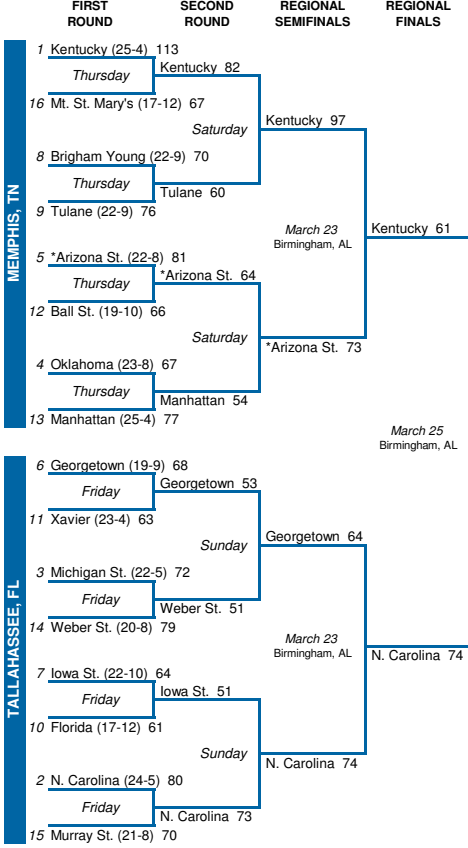 FIRST ROUND
SECOND ROUND
REGIONAL SEMIFINALS
REGIONAL FINALS
MEMPHIS, TN
1 Kentucky (25-4) 113
Thursday
Kentucky 82
16 Mt. St. Mary's (17-12) 67
Saturday
Kentucky 97
8 Brigham Young (22-9) 70
Thursday
Tulane 60
9 Tulane (22-9) 76
March 23
Birmingham, AL
Kentucky 61
5 *Arizona St. (22-8) 81
Thursday
*Arizona St. 64
12 Ball St. (19-10) 66
Saturday
*Arizona St. 73
4 Oklahoma (23-8) 67
Thursday
Manhattan 54
13 Manhattan (25-4) 77
March 25
Birmingham, AL
TALLAHASSEE, FL
6 Georgetown (19-9) 68
Friday
Georgetown 53
11 Xavier (23-4) 63
Sunday
Georgetown 64
3 Michigan St. (22-5) 72
Friday
Weber St. 51
14 Weber St. (20-8) 79
March 23
Birmingham, AL
N. Carolina 74
7 Iowa St. (22-10) 64
Friday
Iowa St. 51
10 Florida (17-12) 61
Sunday
N. Carolina 74
2 N. Carolina (24-5) 80
Friday
N. Carolina 73
15 Murray St. (21-8) 70